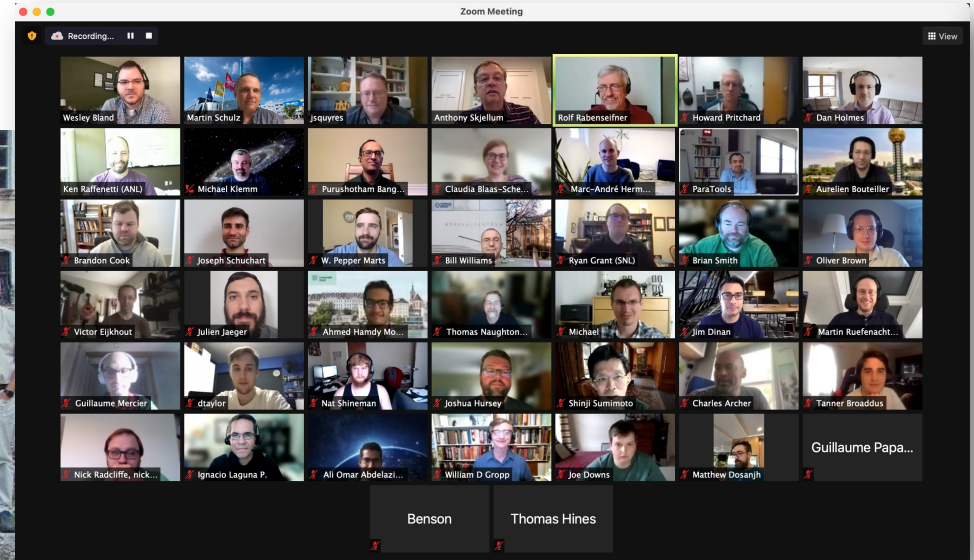 Zoom Meeting
Recording...
View
Wesley Bland
Martin Schulz
jsquyres
Anthony Skjellum
Rolf Rabenseifner
Howard Pritchard
Dan Holmes
Ken Raffenetti (ANL)
Michael Klemm
Purushotham Bang...
Claudia Blaas-Sche...
Marc-André Herm...
ParaTools
Aurelien Bouteiller
Brandon Cook
Joseph Schuchart
W. Pepper Marts
Bill Williams
Ryan Grant (SNL)
Brian Smith
Oliver Brown
Victor Eijkhout
Julien Jaeger
Ahmed Hamdy Mo...
Thomas Naughton...
Michael
Jim Dinan
Martin Ruefenacht...
Guillaume Mercier
dtaylor
Nat Shineman
Joshua Hursey
Shinji Sumimoto
Charles Archer
Tanner Broaddus
Nick Radcliffe, nick...
Ignacio Laguna P.
Ali Omar Abdelazi...
William D Gropp
Joe Downs
Matthew Dosanjh
Guillaume Papa...
Benson
Thomas Hines